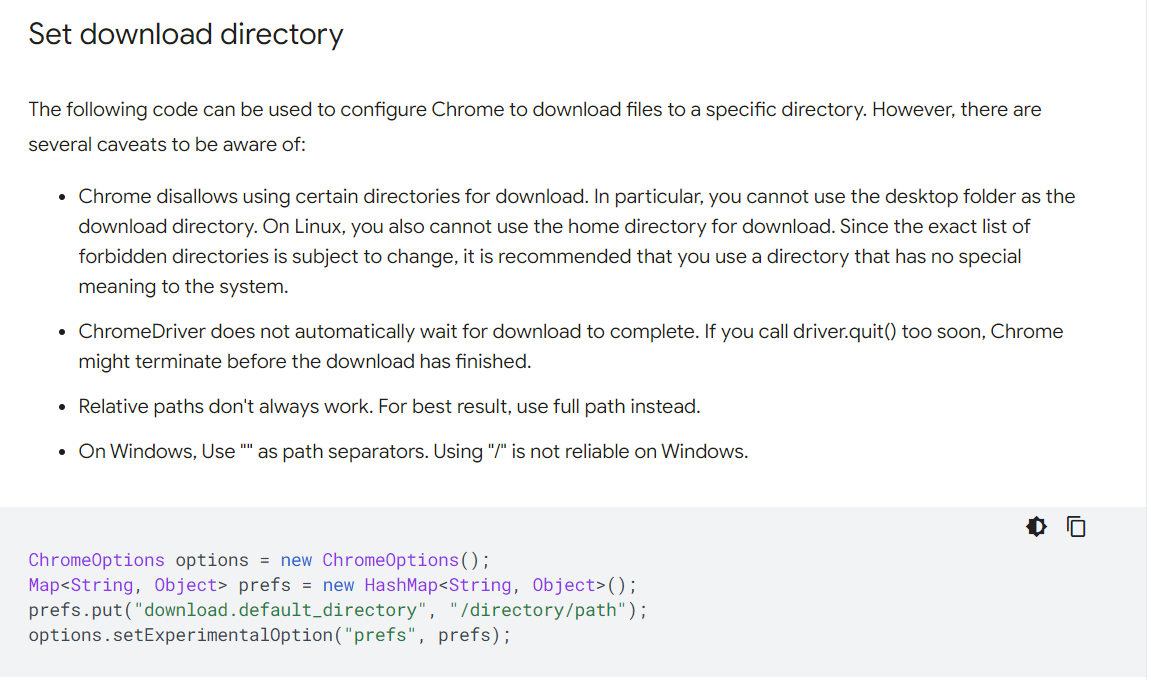 Set download directory
The following code can be used to configure Chrome to download files to a specific directory. However, there are
several caveats to be aware of:
• Chrome disallows using certain directories for download. In particular, you cannot use the desktop folder as the
download directory. On Linux, you also cannot use the home directory for download. Since the exact list of
forbidden directories is subject to change, it is recommended that you use a directory that has no special
meaning to the system.
• ChromeDriver does not automatically wait for download to complete. If you call driver.quit() too soon, Chrome
might terminate before the download has finished.
• Relative paths don't always work. For best result, use full path instead.
• On Windows, Use "" as path separators. Using "/" is not reliable on Windows.
ChromeOptions options = new ChromeOptions();
Map<String, Object> prefs = new HashMap<String, Object>();
prefs.put("download.default_directory", "/directory/path");
options.setExperimentalOption("prefs", prefs);